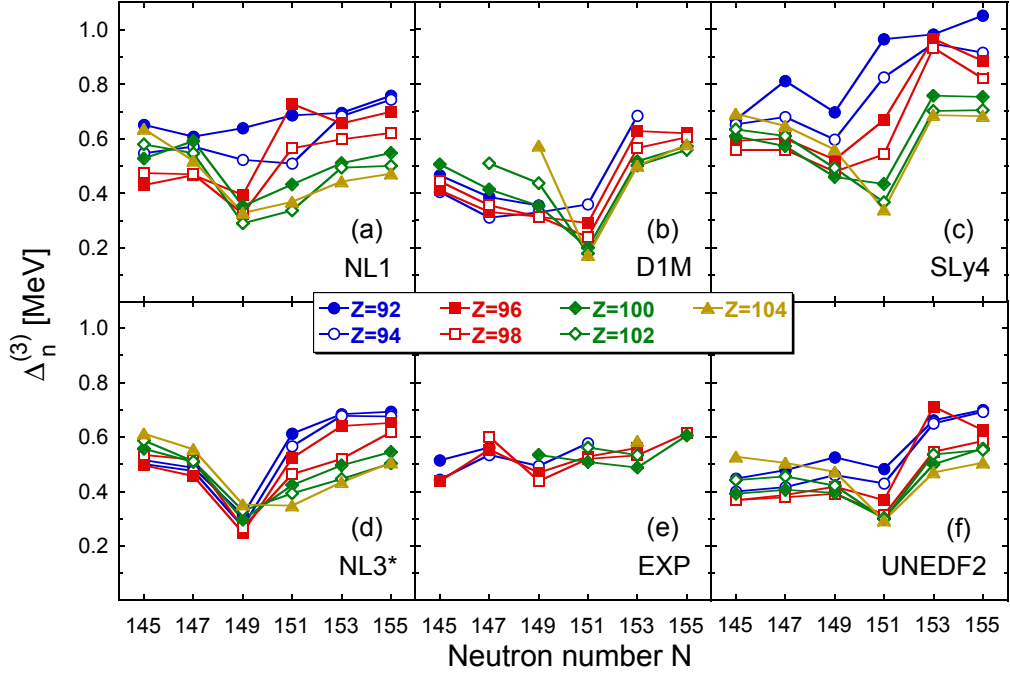 1.0
0.8
0.6
0.4
0.2
(a)
NL1
(b)
D1M
(c)
SLy4
Δn(3) [MeV]
Z=92 Z=96 Z=100 Z=104
Z=94 Z=98 Z=102
1.0
0.8
0.6
0.4
0.2
(d)
NL3*
(e)
EXP
(f)
UNEDF2
145 147 149 151 153 155 145 147 149 151 153 155 145 147 149 151 153 155
Neutron number N